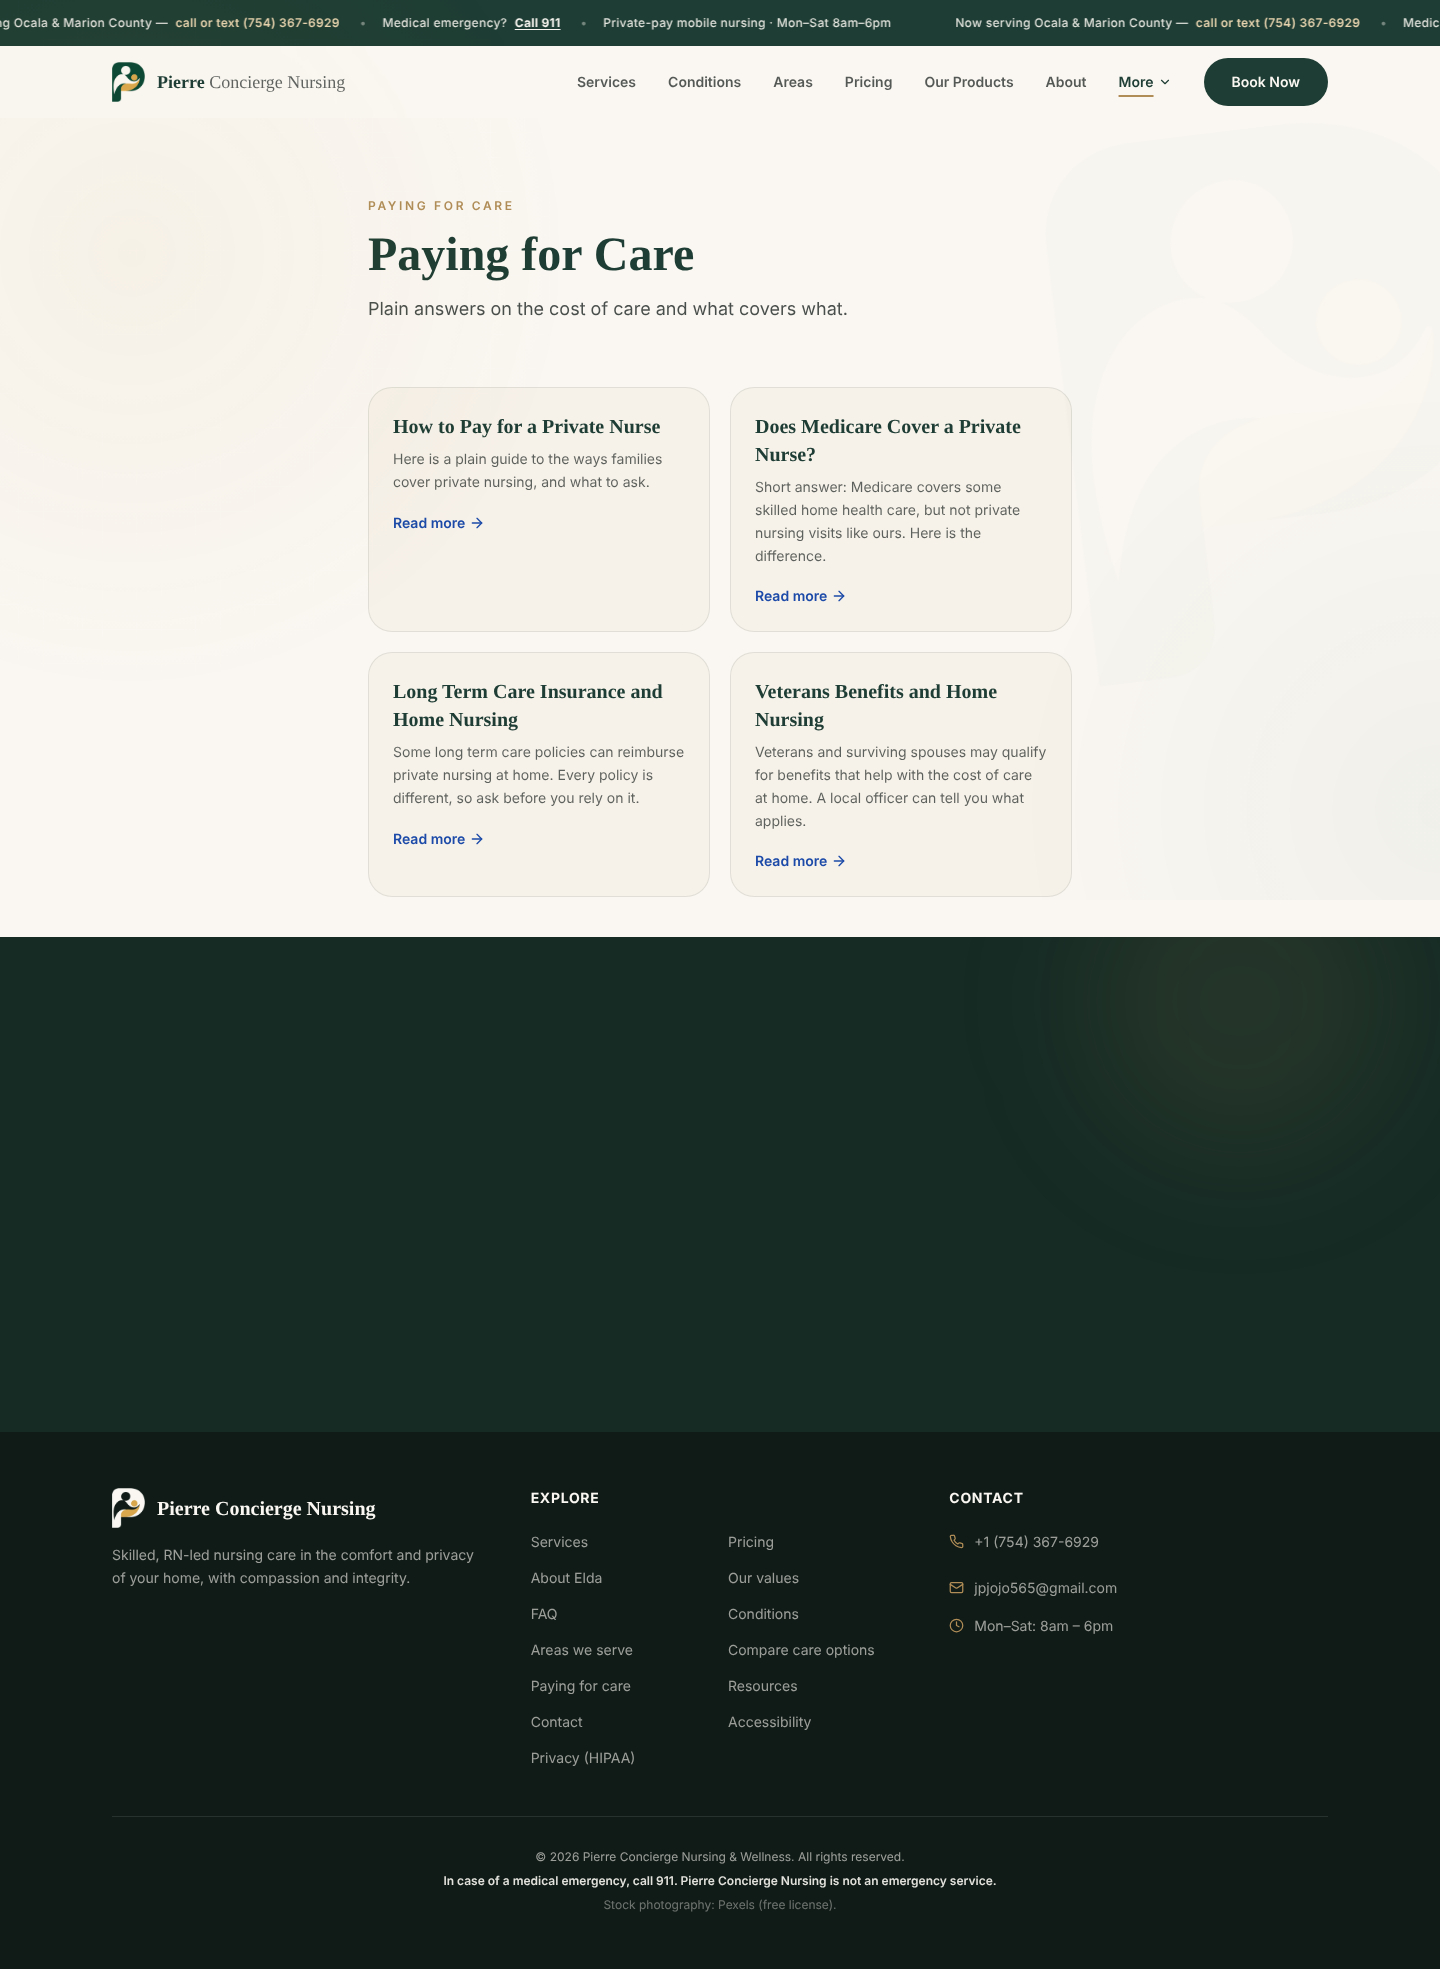 ng Ocala & Marion County — call or text (754) 367-6929 • Medical emergency? Call 911 • Private-pay mobile nursing · Mon–Sat 8am–6pm Now serving Ocala & Marion County — call or text (754) 367-6929 • Medic
Pierre Concierge Nursing
Services Conditions Areas Pricing Our Products About More Book Now
PAYING FOR CARE
Paying for Care
Plain answers on the cost of care and what covers what.
How to Pay for a Private Nurse
Here is a plain guide to the ways families
cover private nursing, and what to ask.
Read more →
Does Medicare Cover a Private
Nurse?
Short answer: Medicare covers some
skilled home health care, but not private
nursing visits like ours. Here is the
difference.
Read more →
Long Term Care Insurance and
Home Nursing
Some long term care policies can reimburse
private nursing at home. Every policy is
different, so ask before you rely on it.
Read more →
Veterans Benefits and Home
Nursing
Veterans and surviving spouses may qualify
for benefits that help with the cost of care
at home. A local officer can tell you what
applies.
Read more →
Pierre Concierge Nursing
Skilled, RN-led nursing care in the comfort and privacy
of your home, with compassion and integrity.
EXPLORE
Services
About Elda
FAQ
Areas we serve
Paying for care
Contact
Privacy (HIPAA)
Pricing
Our values
Conditions
Compare care options
Resources
Accessibility
CONTACT
+1 (754) 367-6929
jpjojo565@gmail.com
Mon–Sat: 8am – 6pm
© 2026 Pierre Concierge Nursing & Wellness. All rights reserved.
In case of a medical emergency, call 911. Pierre Concierge Nursing is not an emergency service.
Stock photography: Pexels (free license).